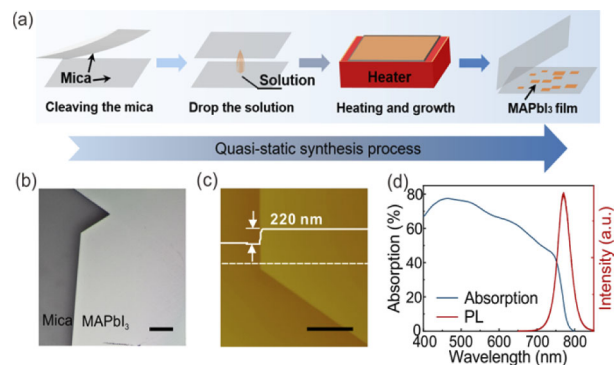 (a)
Mica
Solution
Heater
MAPbI₃ film
Cleaving the mica
Drop the solution
Heating and growth
Quasi-static synthesis process
(b)
Mica
MAPbI₃
(c)
220 nm
(d)
Absorption (%)
80
60
40
20
0
400
500
600
700
800
Wavelength (nm)
Intensity (a.u.)
Absorption
PL